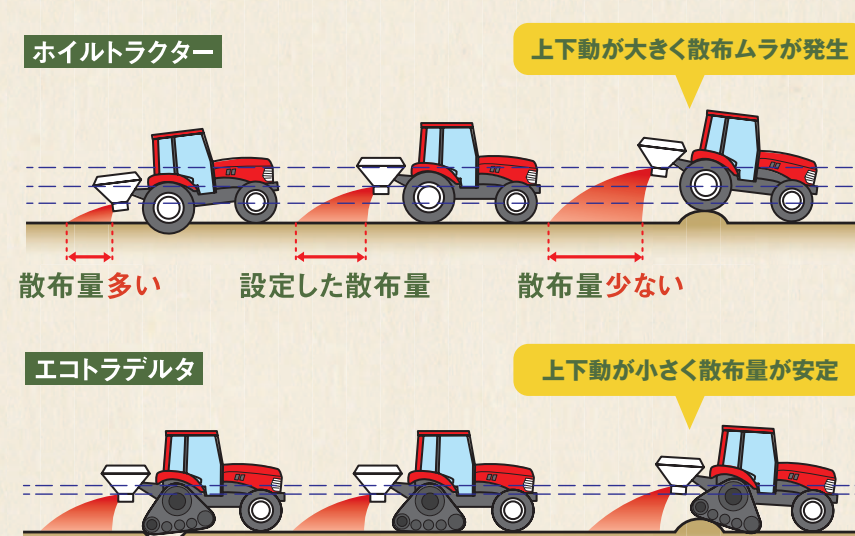 ホイルトラクター
上下動が大きく散布ムラが発生
散布量多い
設定した散布量
散布量少ない
エコトラデルタ
上下動が小さく散布量が安定